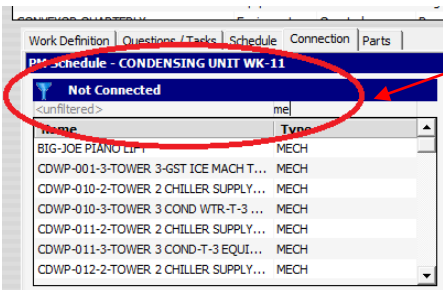 CONVEYOR QUARTERLY
Work Definition Questions / Tasks Schedule Connection Parts
PM Schedule - CONDENSING UNIT WK-11
Not Connected
<unfiltered> me
Name Type
BIG-JOE PIANO LIFT MECH
CDWP-001-3-TOWER 3-GST ICE MACH T... MECH
CDWP-010-2-TOWER 2 CHILLER SUPPLY... MECH
CDWP-010-3-TOWER 3 COND WTR-T-3 ... MECH
CDWP-011-2-TOWER 2 CHILLER SUPPLY... MECH
CDWP-011-3-TOWER 3 COND-T-3 EQUI... MECH
CDWP-012-2-TOWER 2 CHILLER SUPPLY... MECH